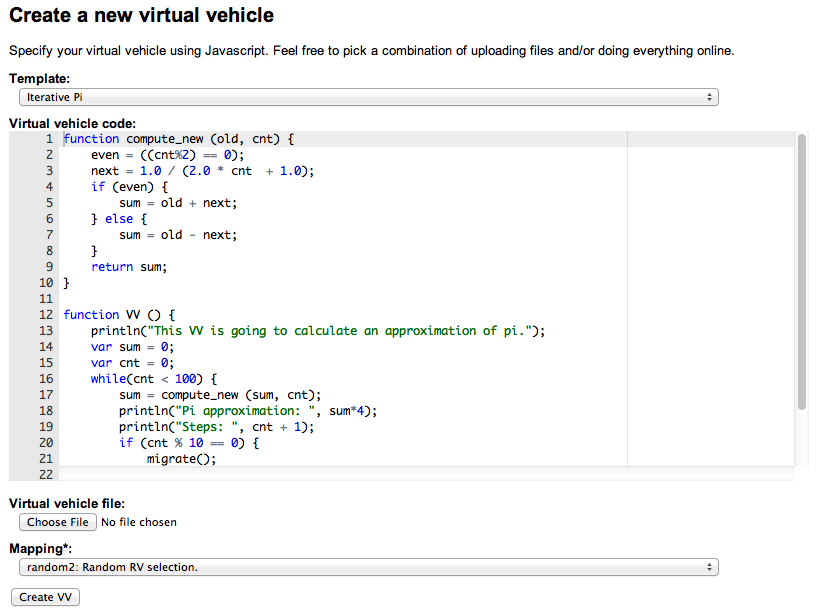 Create a new virtual vehicle
Specify your virtual vehicle using Javascript. Feel free to pick a combination of uploading files and/or doing everything online.
Template:
Iterative Pi
Virtual vehicle code:
1 function compute_new (old, cnt) {
2     even = ((cnt%2) == 0);
3     next = 1.0 / (2.0 * cnt  + 1.0);
4     if (even) {
5         sum = old + next;
6     } else {
7         sum = old - next;
8     }
9     return sum;
10 }
11
12 function VV () {
13     println("This VV is going to calculate an approximation of pi.");
14     var sum = 0;
15     var cnt = 0;
16     while(cnt < 100) {
17         sum = compute_new (sum, cnt);
18         println("Pi approximation: ", sum*4);
19         println("Steps: ", cnt + 1);
20         if (cnt % 10 == 0) {
21             migrate();
22
Virtual vehicle file:
Choose File No file chosen
Mapping*:
random2: Random RV selection.
Create VV